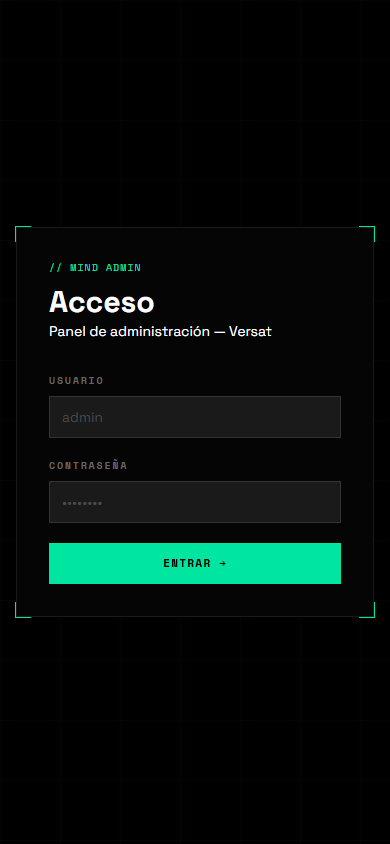 // MIND ADMIN
Acceso
Panel de administración — Versat
USUARIO
admin
CONTRASEÑA
••••••••
ENTRAR →